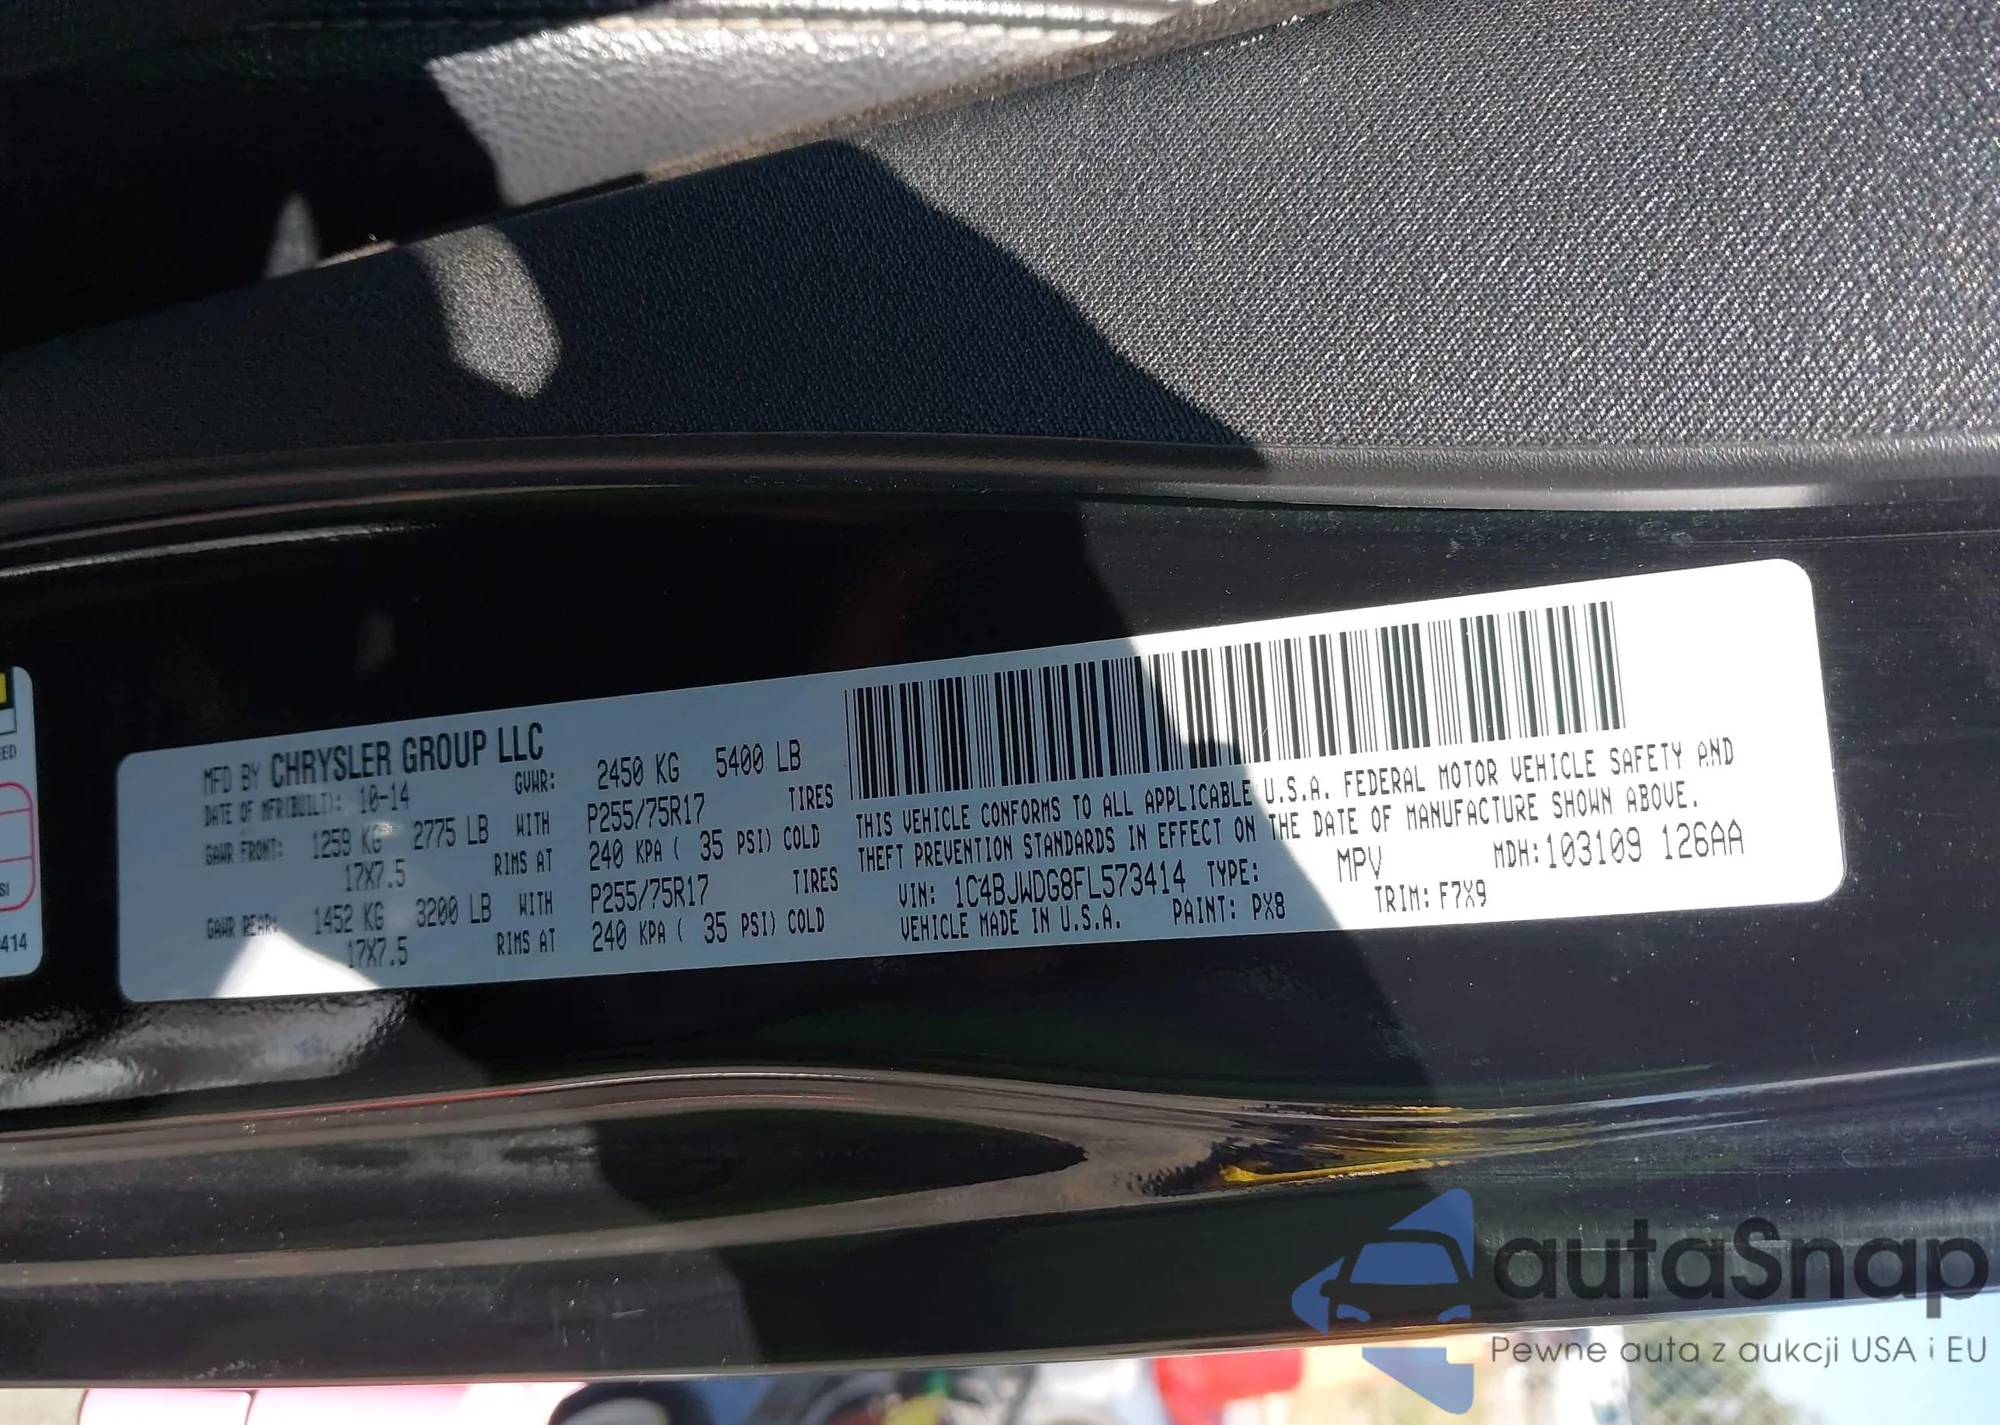 MFD BY CHRYSLER GROUP LLC
DATE OF MFR(BUILT): 10-14 GVWR: 2450 KG 5400 LB
GAWR FRONT: 1259 KG 2775 LB WITH P255/75R17 TIRES
17X7.5 RIMS AT 240 KPA ( 35 PSI) COLD
GAWR REAR: 1452 KG 3200 LB WITH P255/75R17 TIRES
17X7.5 RIMS AT 240 KPA ( 35 PSI) COLD
THIS VEHICLE CONFORMS TO ALL APPLICABLE U.S.A. FEDERAL MOTOR VEHICLE SAFETY AND
THEFT PREVENTION STANDARDS IN EFFECT ON THE DATE OF MANUFACTURE SHOWN ABOVE.
VIN: 1C4BJWDG8FL573414 TYPE: MPV MDH:103109 126AA
VEHICLE MADE IN U.S.A. PAINT: PX8 TRIM: F7X9
414
autaSnap
Pewne auta z aukcji USA i EU